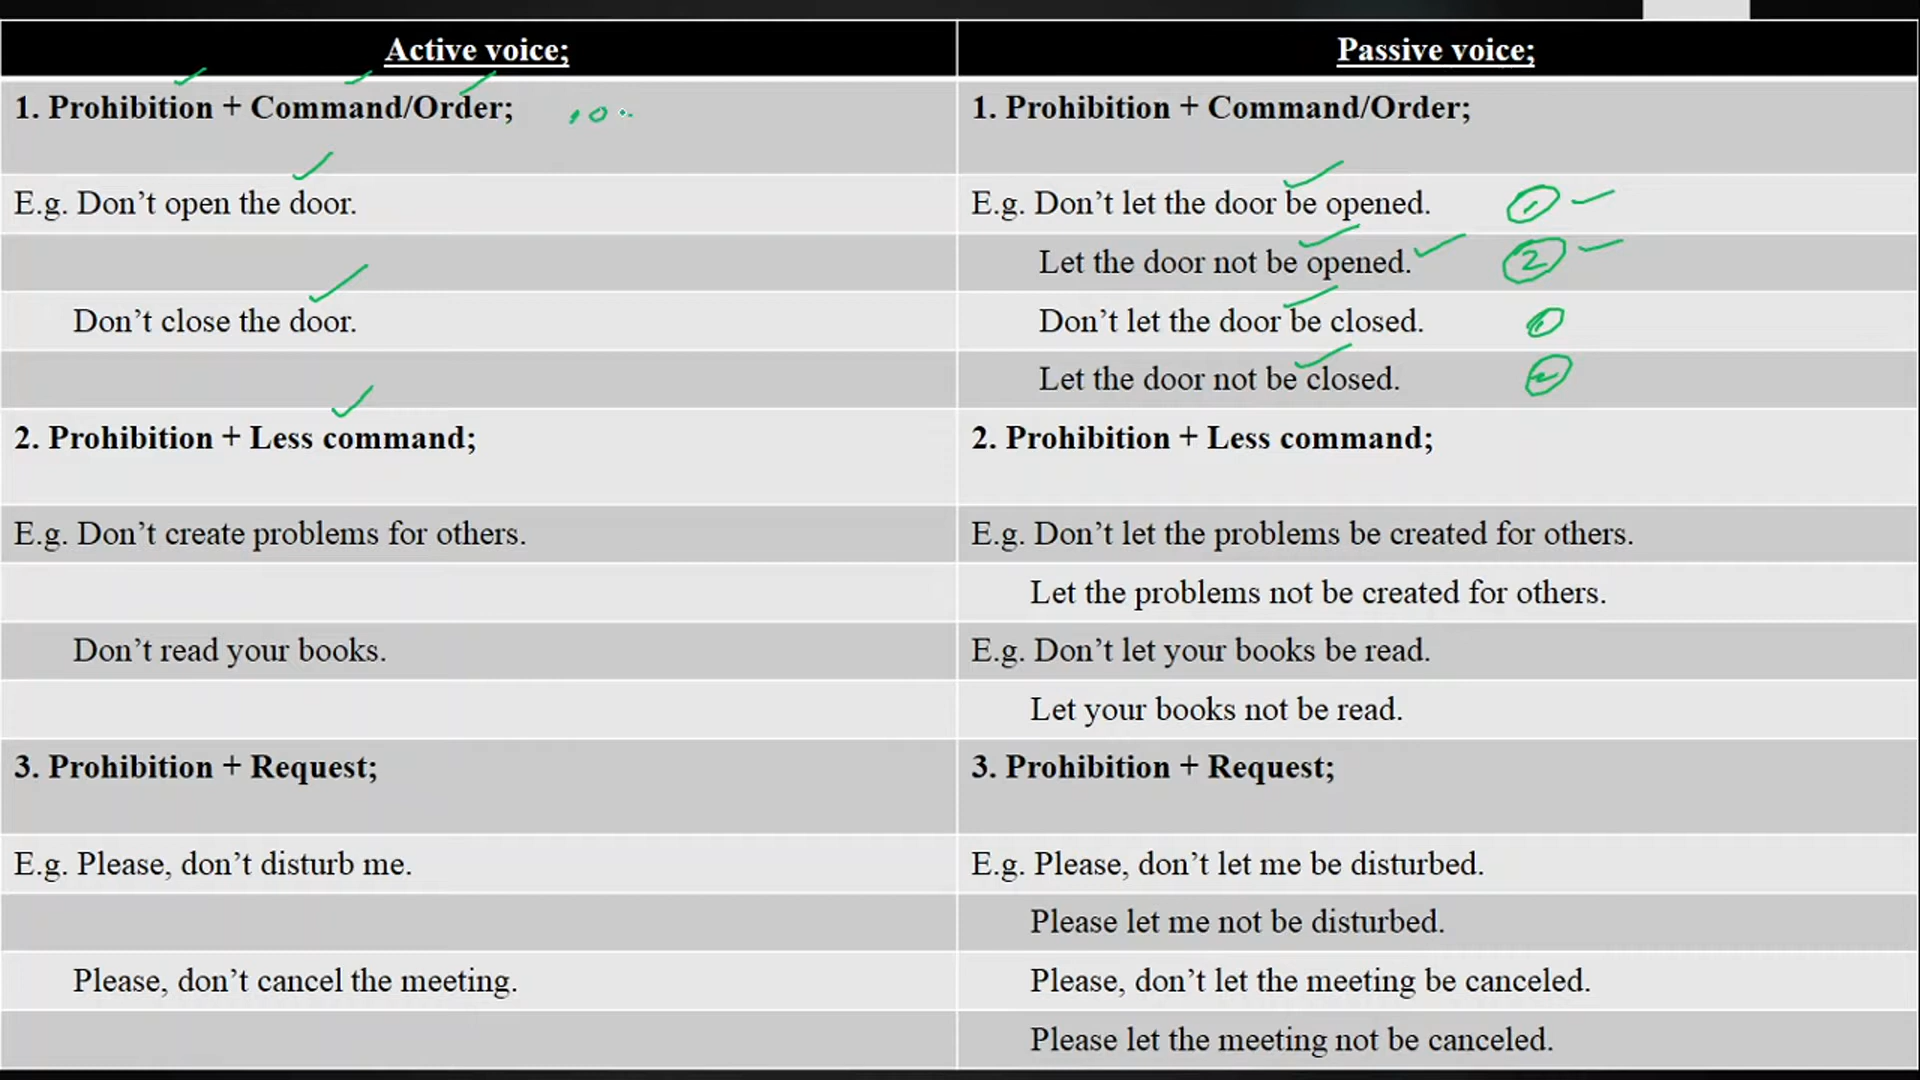 Active voice;
Passive voice;
1. Prohibition + Command/Order;
1. Prohibition + Command/Order;
E.g. Don’t open the door.
E.g. Don’t let the door be opened.
1
Let the door not be opened.
2
Don’t close the door.
Don’t let the door be closed.
Let the door not be closed.
2. Prohibition + Less command;
2. Prohibition + Less command;
E.g. Don’t create problems for others.
E.g. Don’t let the problems be created for others.
Let the problems not be created for others.
Don’t read your books.
E.g. Don’t let your books be read.
Let your books not be read.
3. Prohibition + Request;
3. Prohibition + Request;
E.g. Please, don’t disturb me.
E.g. Please, don’t let me be disturbed.
Please let me not be disturbed.
Please, don’t cancel the meeting.
Please, don’t let the meeting be canceled.
Please let the meeting not be canceled.